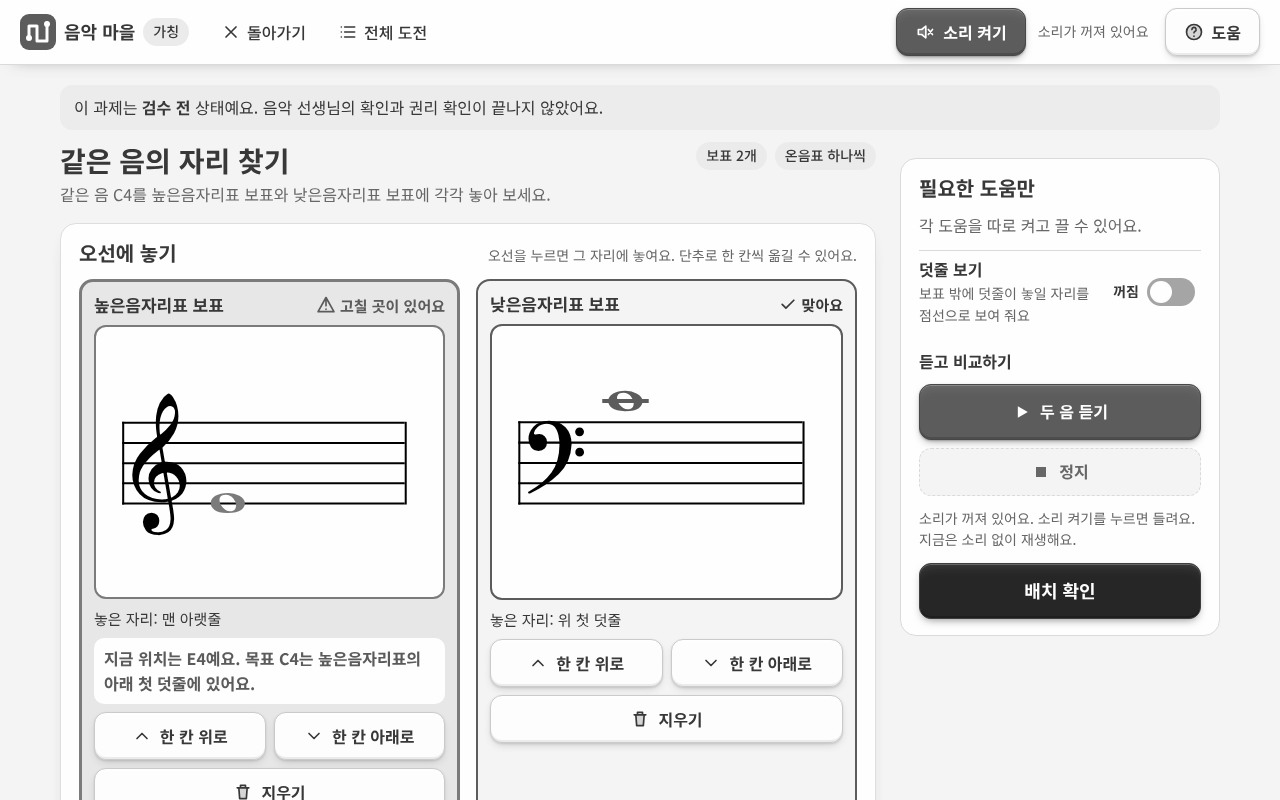 음악 마을 가칭 돌아가기 전체 도전 소리 켜기 소리가 꺼져 있어요 도움
이 과제는 검수 전 상태예요. 음악 선생님의 확인과 권리 확인이 끝나지 않았어요.
같은 음의 자리 찾기
보표 2개 온음표 하나씩
같은 음 C4를 높은음자리표 보표와 낮은음자리표 보표에 각각 놓아 보세요.
오선에 놓기
오선을 누르면 그 자리에 놓여요. 단추로 한 칸씩 옮길 수 있어요.
높은음자리표 보표 고칠 곳이 있어요
놓은 자리: 맨 아랫줄
지금 위치는 E4예요. 목표 C4는 높은음자리표의
아래 첫 덧줄에 있어요.
한 칸 위로 한 칸 아래로
지우기
낮은음자리표 보표 맞아요
놓은 자리: 위 첫 덧줄
한 칸 위로 한 칸 아래로
지우기
필요한 도움만
각 도움을 따로 켜고 끌 수 있어요.
덧줄 보기
보표 밖에 덧줄이 놓일 자리를
점선으로 보여 줘요
꺼짐
듣고 비교하기
두 음 듣기
정지
소리가 꺼져 있어요. 소리 켜기를 누르면 들려요.
지금은 소리 없이 재생해요.
배치 확인